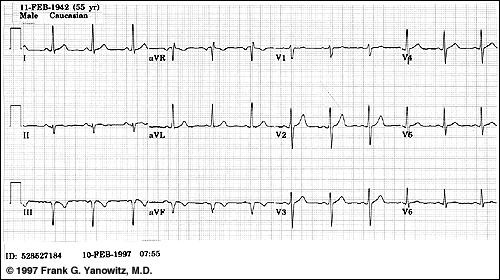 11-FEB-1942 (55 yr)
Male Caucasian
I aVR V1 V4
II aVL V2 V5
III aVF V3 V6
ID: 528527184 10-FEB-1997 07:55
© 1997 Frank G. Yanowitz, M.D.